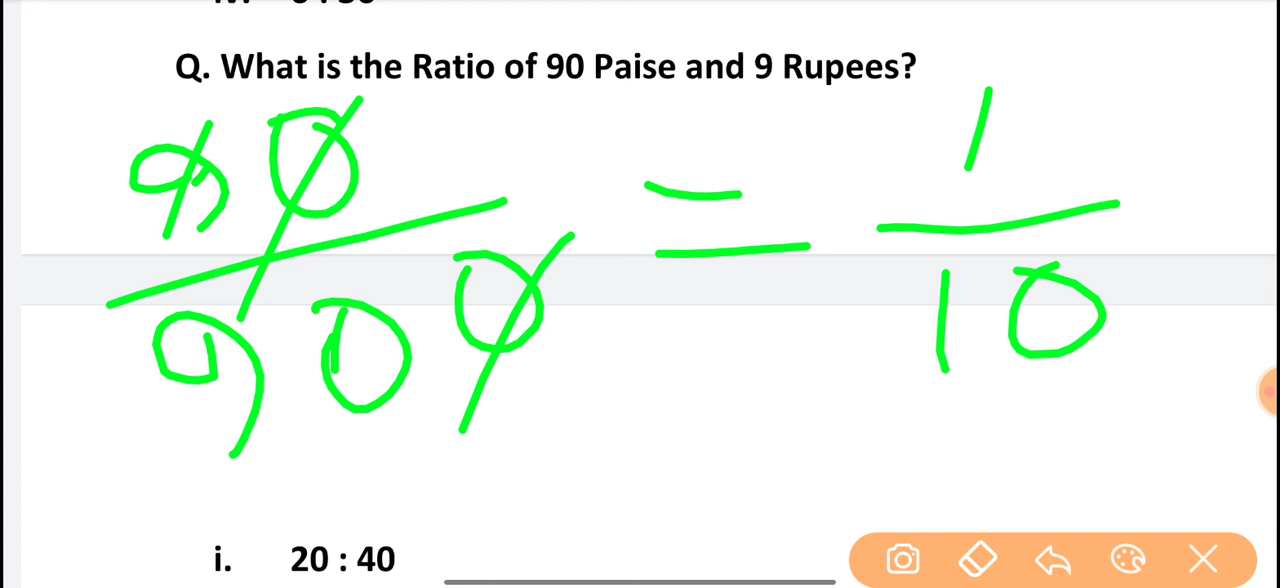 Q. What is the Ratio of 90 Paise and 9 Rupees?
90 / 900 = 1 / 10
i. 20 : 40